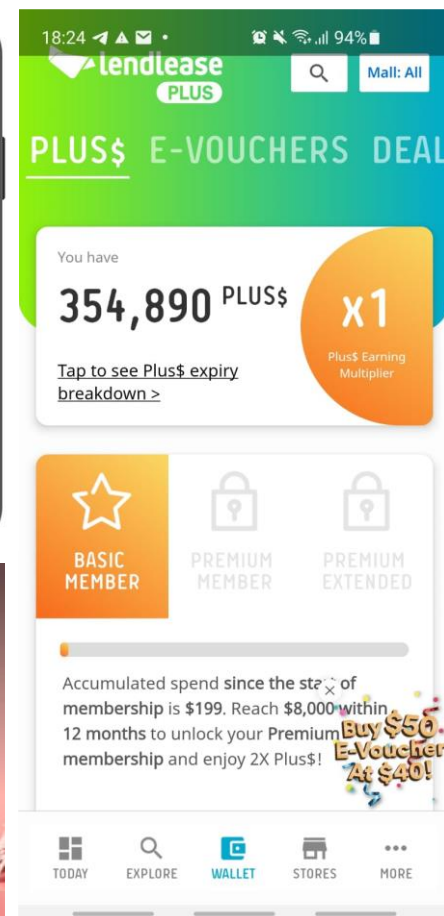 18:24 94%
lendlease
PLUS
Mall: All
PLUS$ E-VOUCHERS DEAL
You have
354,890 PLUS$
x1
Plus$ Earning
Multiplier
Tap to see Plus$ expiry
breakdown >
BASIC
MEMBER
PREMIUM
MEMBER
PREMIUM
EXTENDED
Accumulated spend since the start of
membership is $199. Reach $8,000 within
12 months to unlock your Premium
membership and enjoy 2X Plus$!
Buy $50
E-Voucher
At $40!
TODAY EXPLORE WALLET STORES MORE